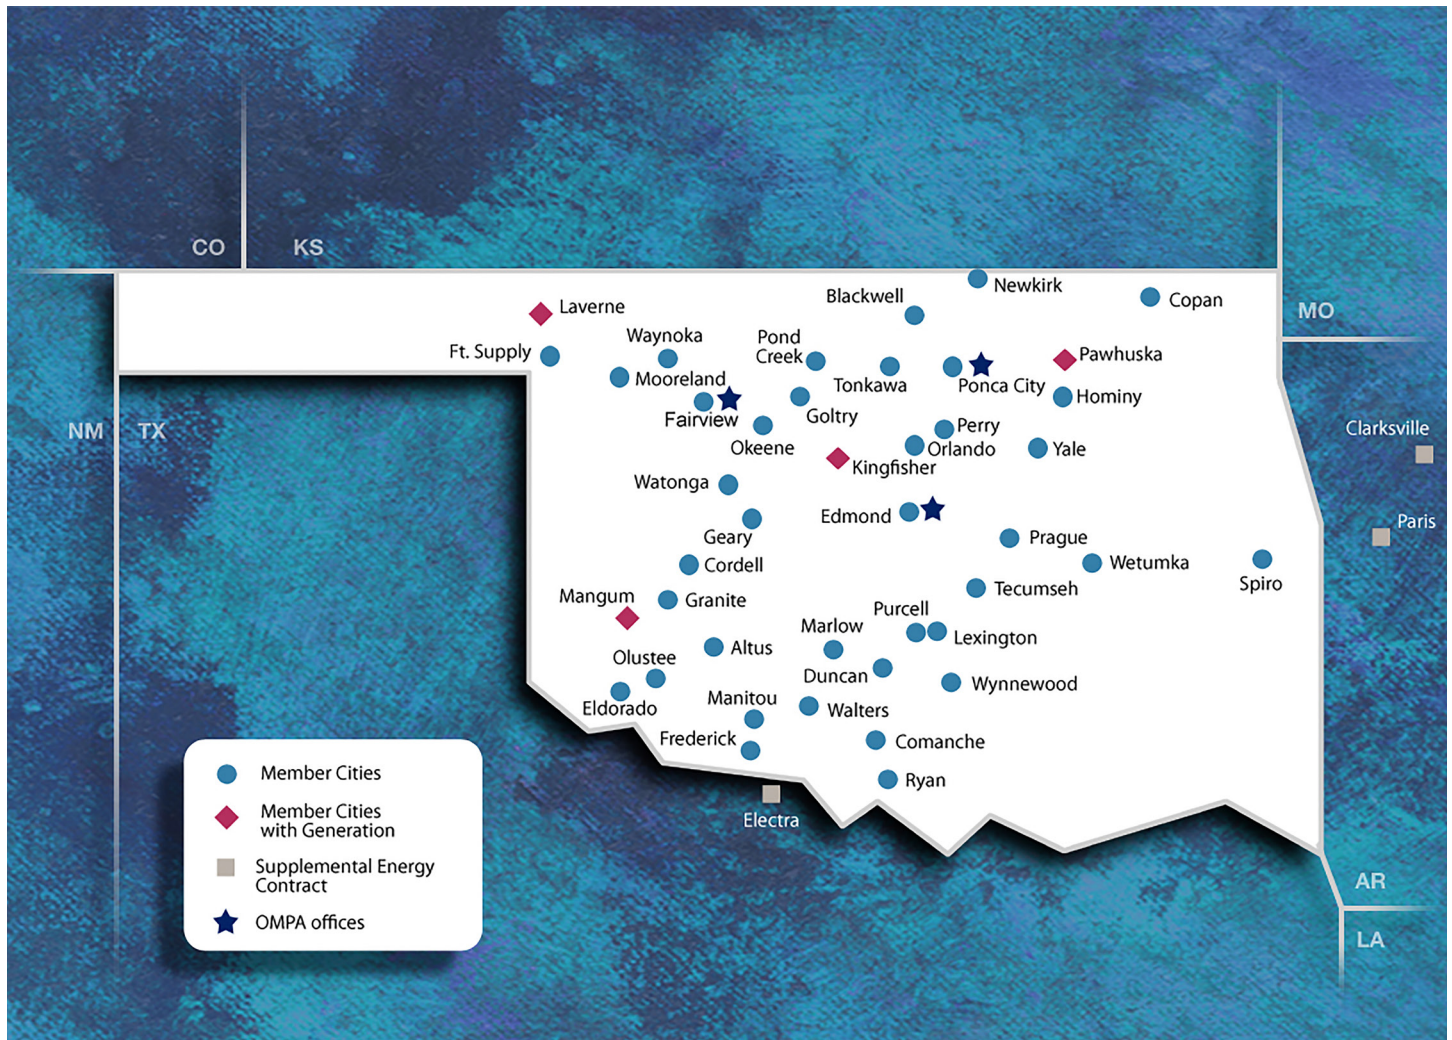 CO
KS
MO
NM
TX
AR
LA
Newkirk
Blackwell
Copan
Laverne
Waynoka
Pond
Creek
Ft. Supply
Pawhuska
Mooreland
Tonkawa
Ponca City
Hominy
Fairview
Goltry
Perry
Clarksville
Okeene
Orlando
Yale
Kingfisher
Watonga
Edmond
Paris
Geary
Prague
Cordell
Wetumka
Spiro
Mangum
Granite
Tecumseh
Purcell
Marlow
Lexington
Altus
Olustee
Duncan
Wynnewood
Eldorado
Manitou
Walters
Frederick
Comanche
Ryan
Electra
Member Cities
Member Cities
with Generation
Supplemental Energy
Contract
OMPA offices